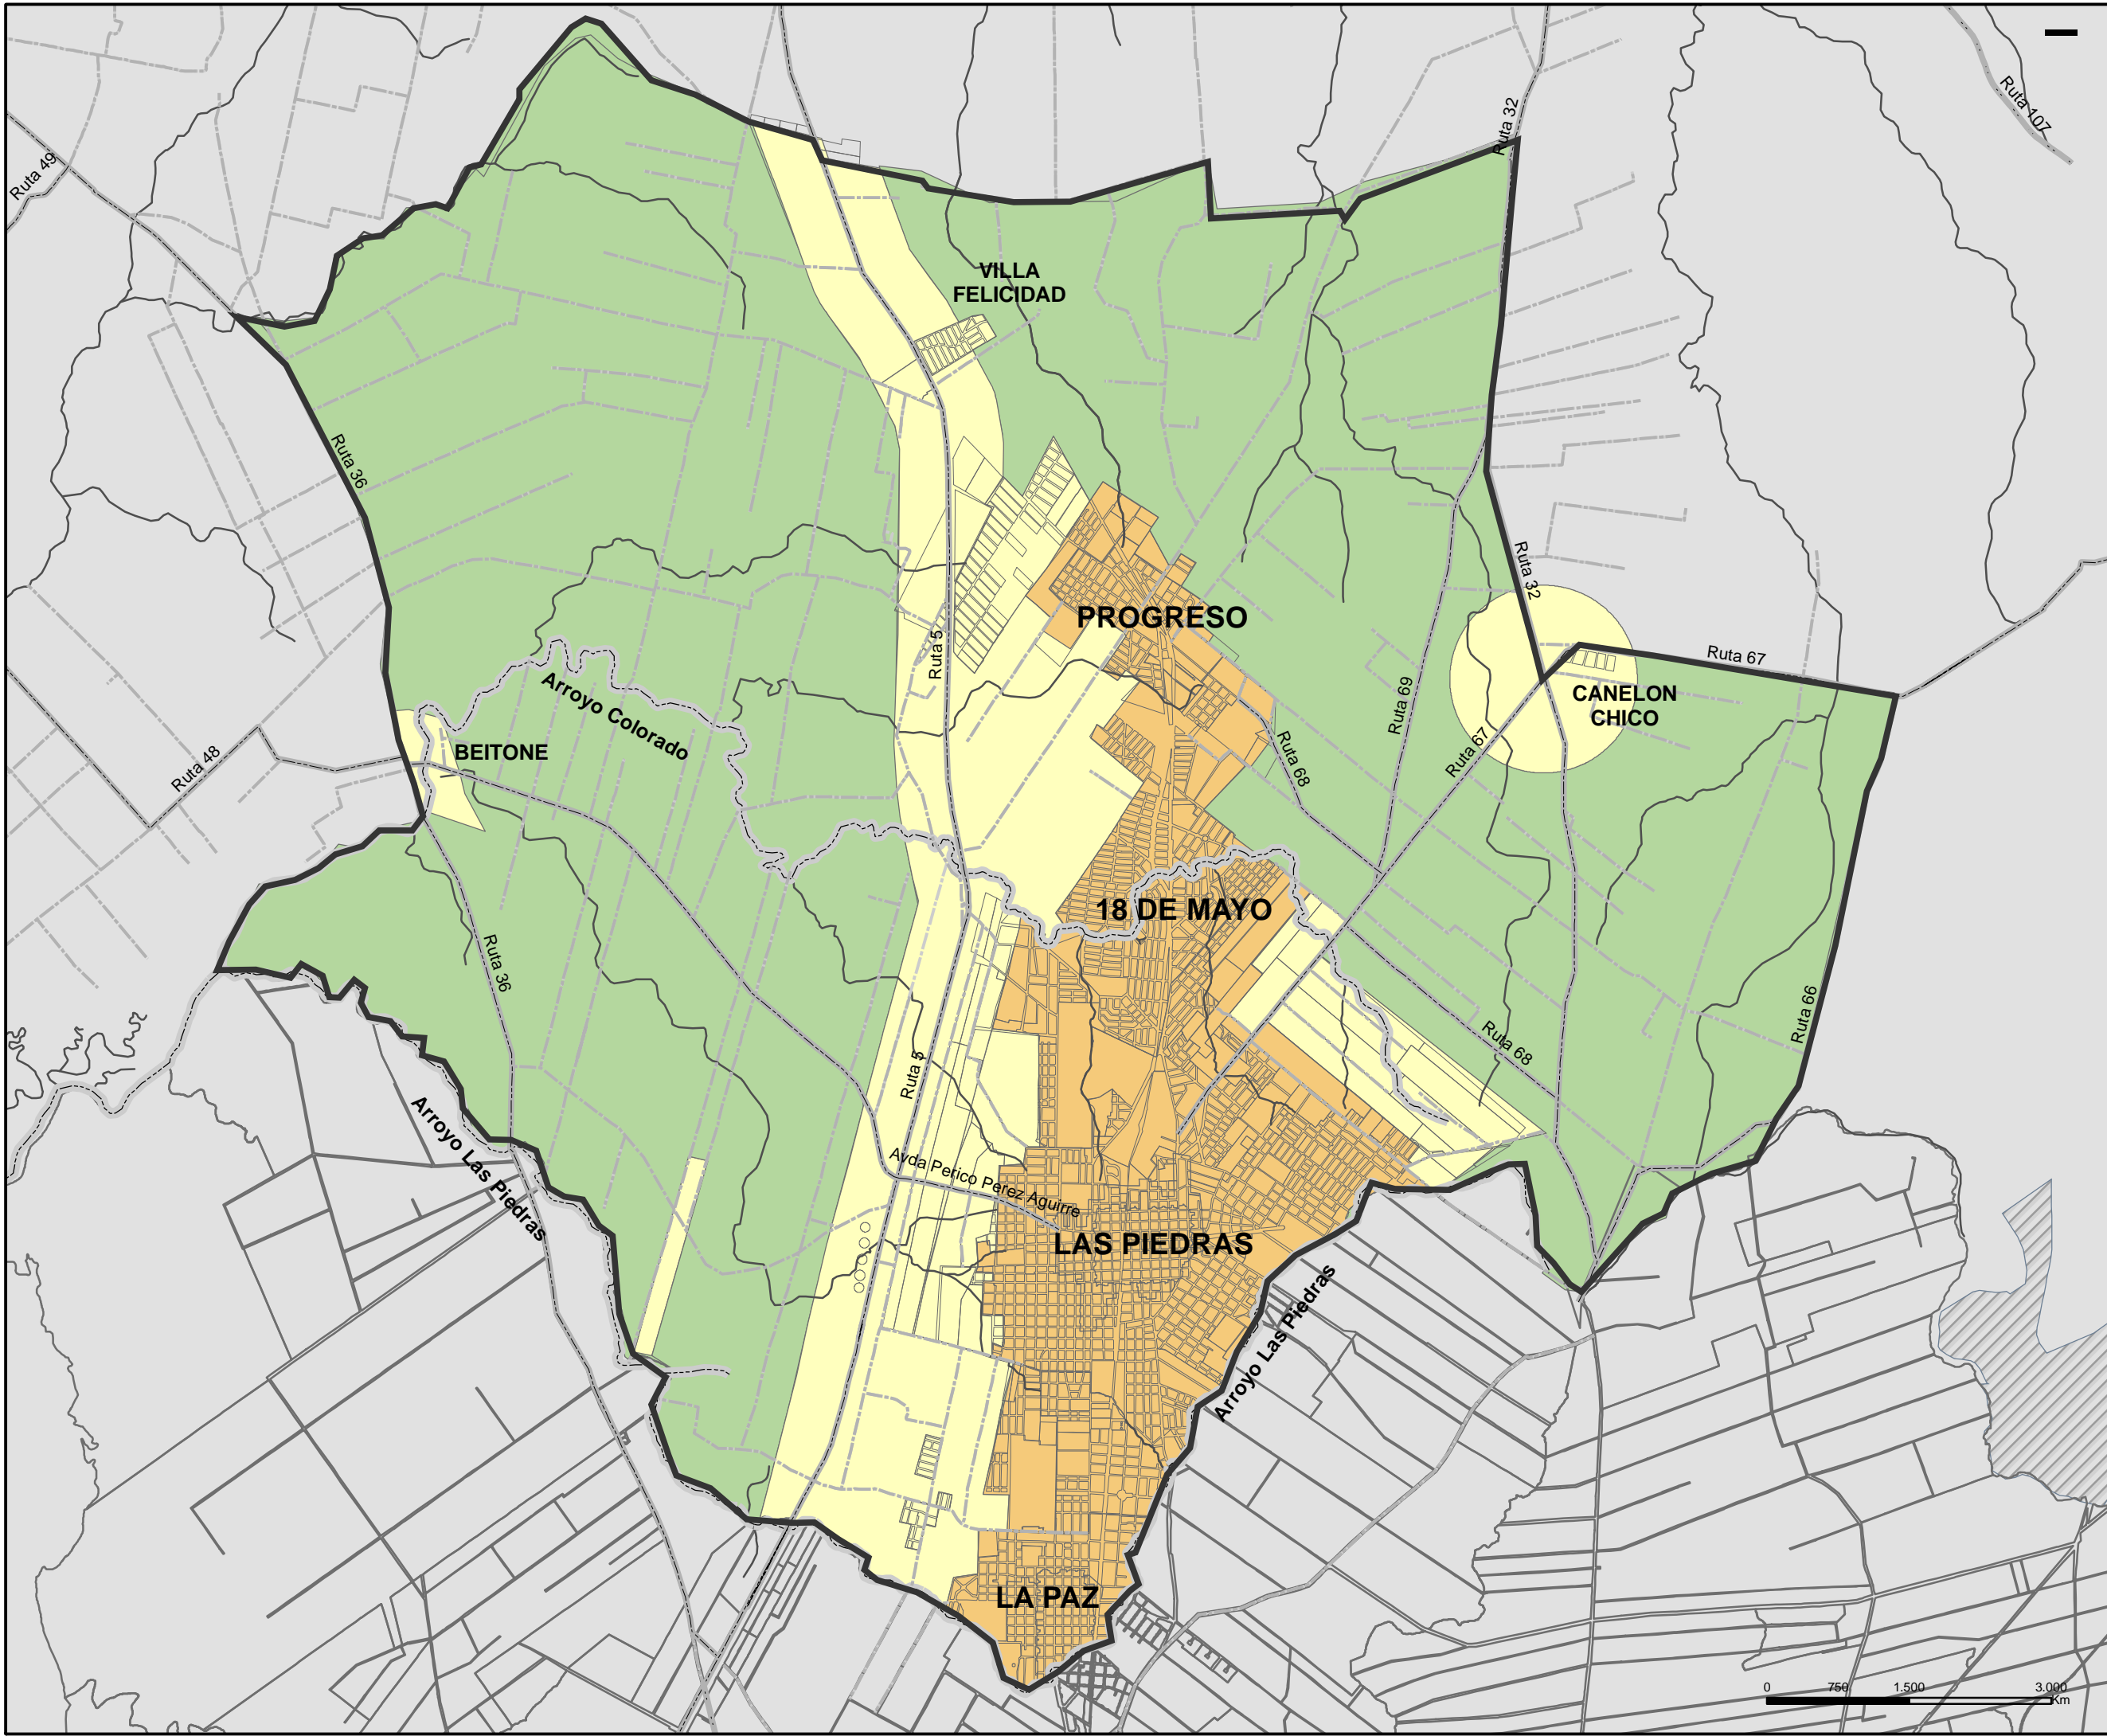 Ruta 107
Ruta 32
Ruta 49
VILLA
FELICIDAD
Ruta 36
Ruta 32
PROGRESO
Ruta 5
Ruta 67
Arroyo Colorado
CANELON
CHICO
Ruta 69
BEITONE
Ruta 48
Ruta 68
Ruta 67
18 DE MAYO
Ruta 36
Ruta 66
Ruta 68
Ruta 5
Arroyo Las Piedras
Avda Perico Perez Aguirre
LAS PIEDRAS
Arroyo Las Piedras
LA PAZ
0 750 1.500 3.000
Km